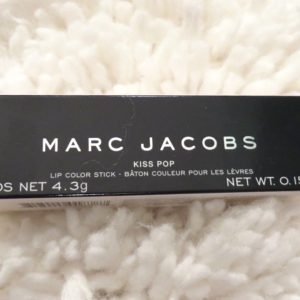 MARC JACOBS
KISS POP
LIP COLOR STICK - BÂTON COULEUR POUR LES LÈVRES
NET 4.3g NET WT. 0.15